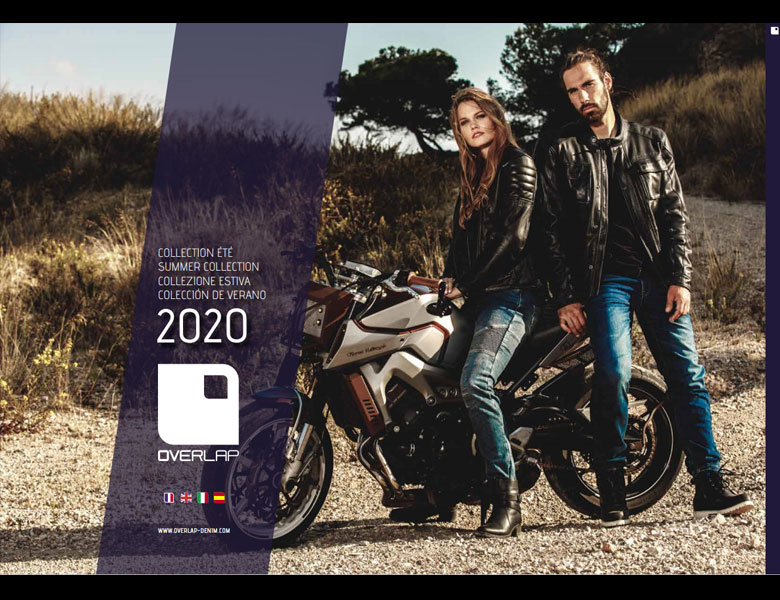 COLLECTION ÉTÉ
SUMMER COLLECTION
COLLEZIONE ESTIVA
COLECCIÓN DE VERANO
2020
OVERLAP
WWW.OVERLAP-DENIM.COM